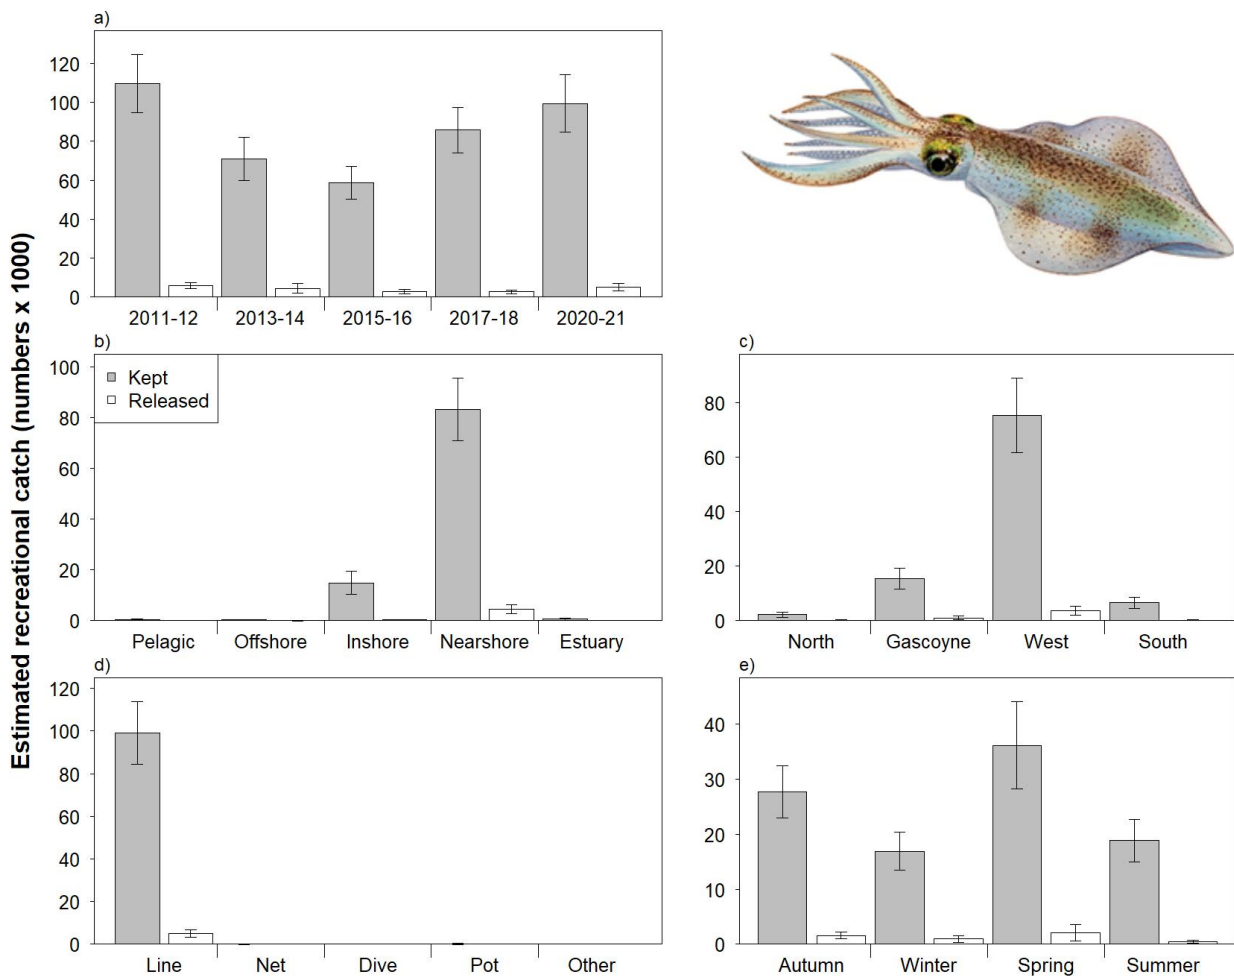 a)
Estimated recreational catch (numbers x 1000)
120
100
80
60
40
20
0
2011-12 2013-14 2015-16 2017-18 2020-21
b)
Kept
Released
100
80
60
40
20
0
Pelagic Offshore Inshore Nearshore Estuary
c)
80
60
40
20
0
North Gascoyne West South
d)
120
100
80
60
40
20
0
Line Net Dive Pot Other
e)
40
30
20
10
0
Autumn Winter Spring Summer